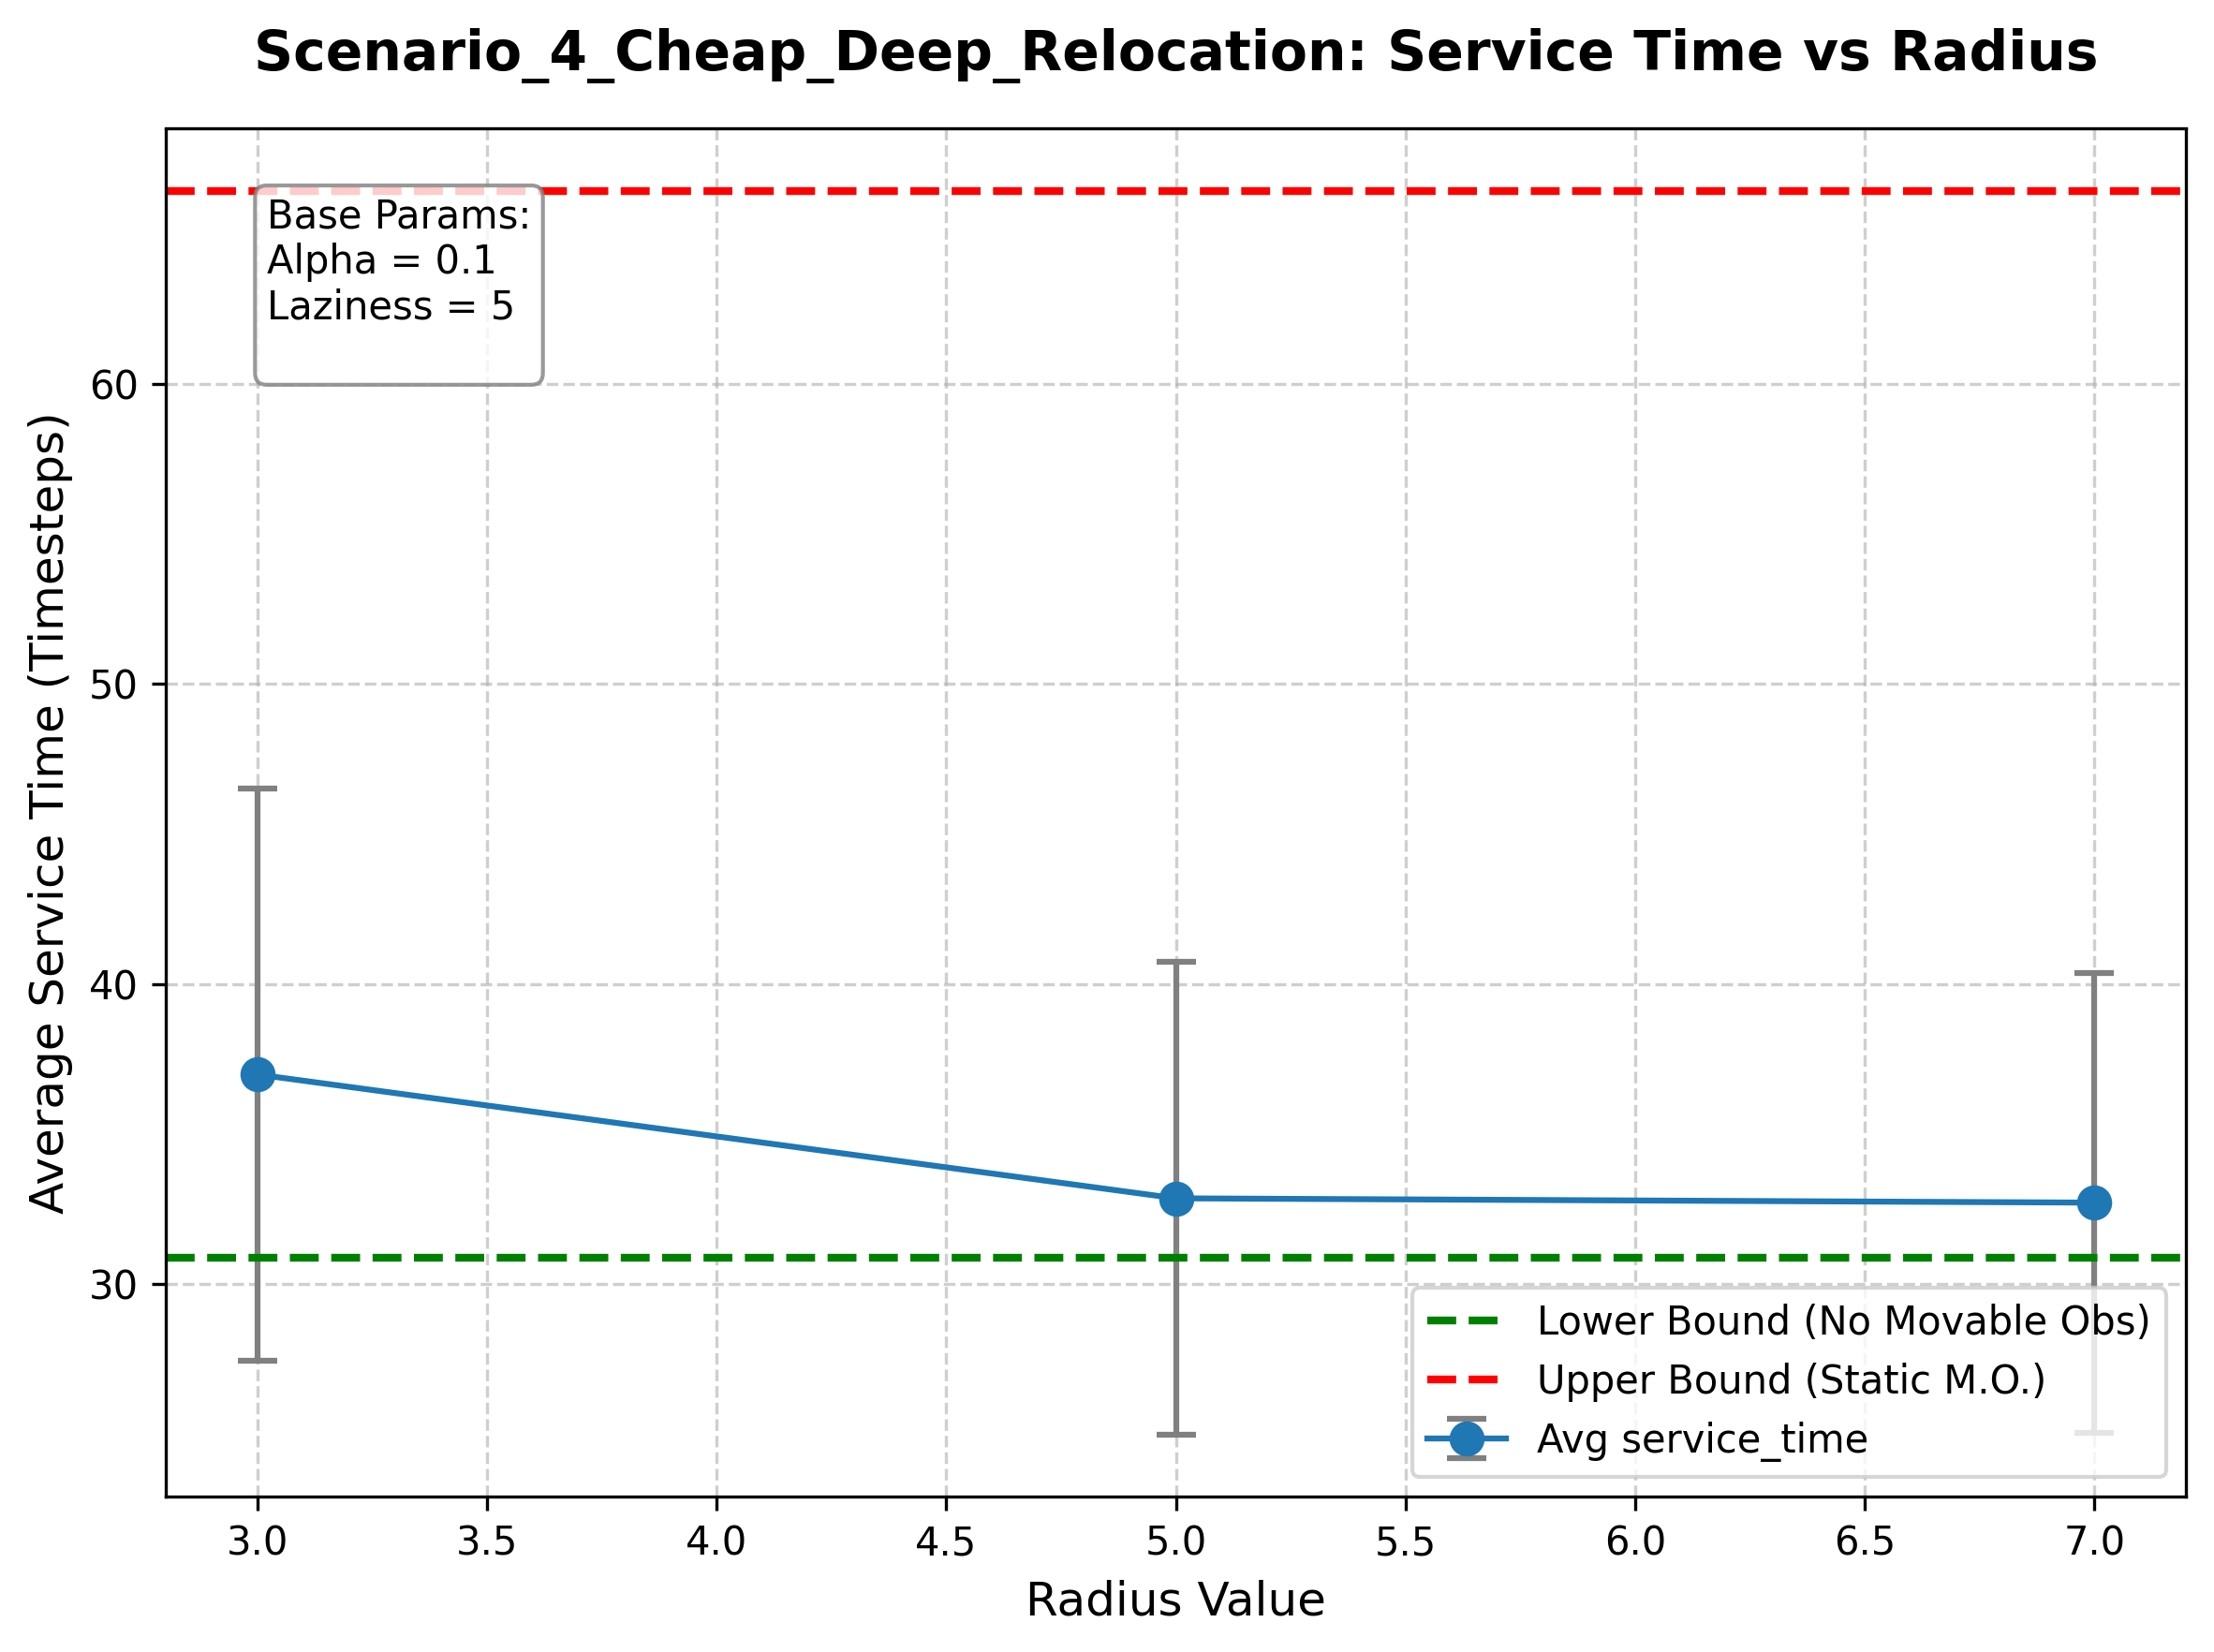 Scenario_4_Cheap_Deep_Relocation: Service Time vs Radius
Base Params:
Alpha = 0.1
Laziness = 5
Average Service Time (Timesteps)
60
50
40
30
Lower Bound (No Movable Obs)
Upper Bound (Static M.O.)
Avg service_time
3.0 3.5 4.0 4.5 5.0 5.5 6.0 6.5 7.0
Radius Value